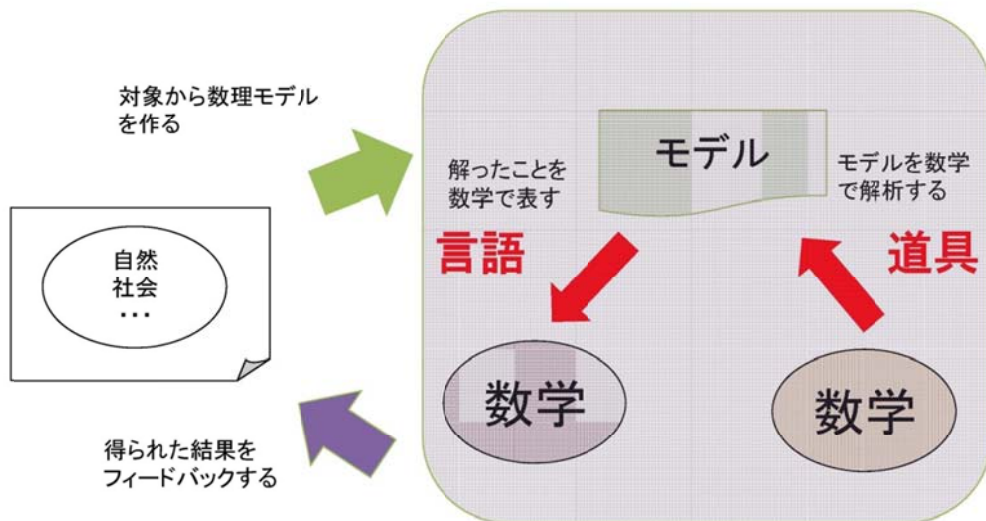 対象から数理モデル
を作る
自然
社会
・・・
得られた結果を
フィードバックする
モデル
解ったことを
数学で表す
モデルを数学
で解析する
言語
道具
数学
数学